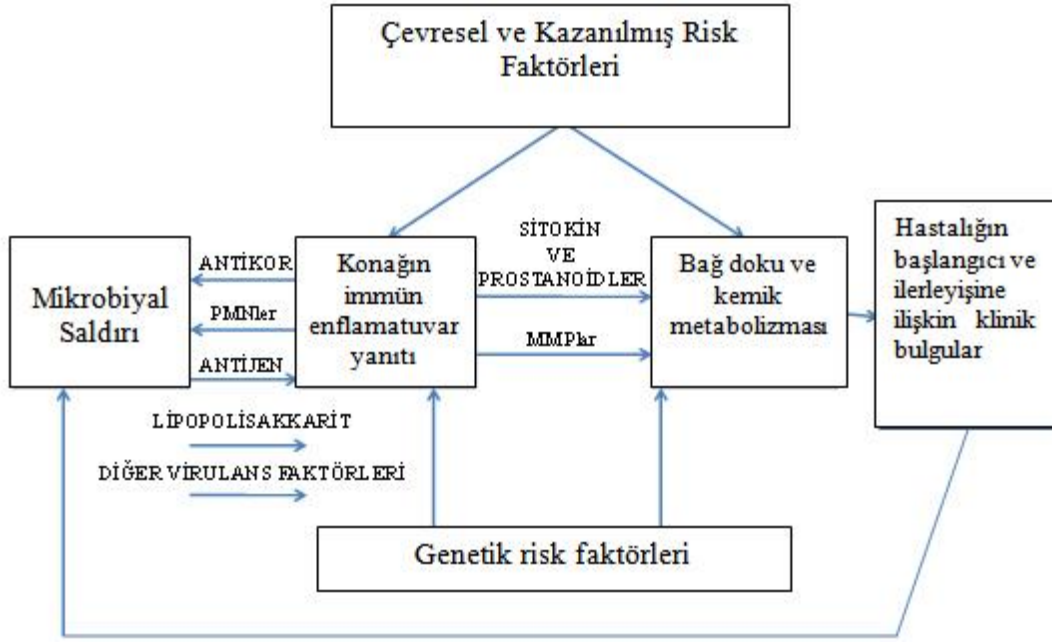 Çevresel ve Kazanılmış Risk
Faktörleri
Mikrobiyal
Saldırı
ANTİKOR
PMNler
ANTİJEN
LİPOPOLİSAKKARİT
DİĞER VİRULANS FAKTÖRLERİ
Konağın
immün
enflamatuvar
yanıtı
SİTOKİN
VE
PROSTANOİDLER
MMPlar
Bağ doku ve
kemik
metabolizması
Hastalığın
başlangıcı ve
ilerleyişine
ilişkin klinik
bulgular
Genetik risk faktörleri